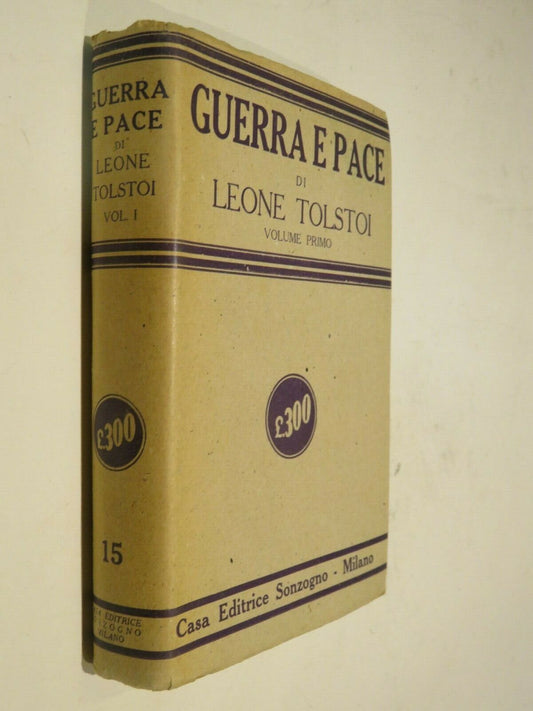 GUERRA
E PACE
DI
LEONE
TOLSTOI
VOL. I
£.300
15
EDITRICE
GUERRA E PACE
DI
LEONE TOLSTOI
VOLUME PRIMO
£.300
Casa Editrice Sonzogno - Milano